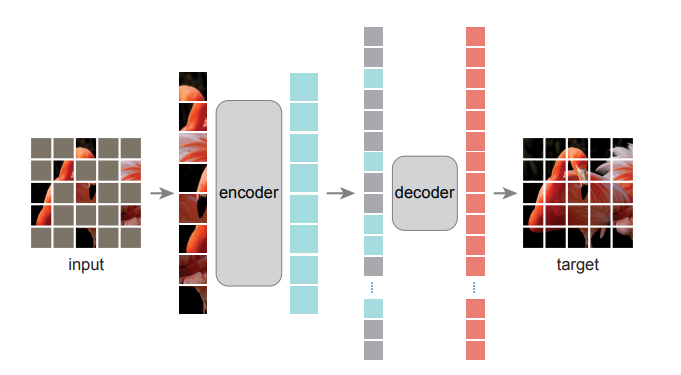 encoder
decoder
input
target